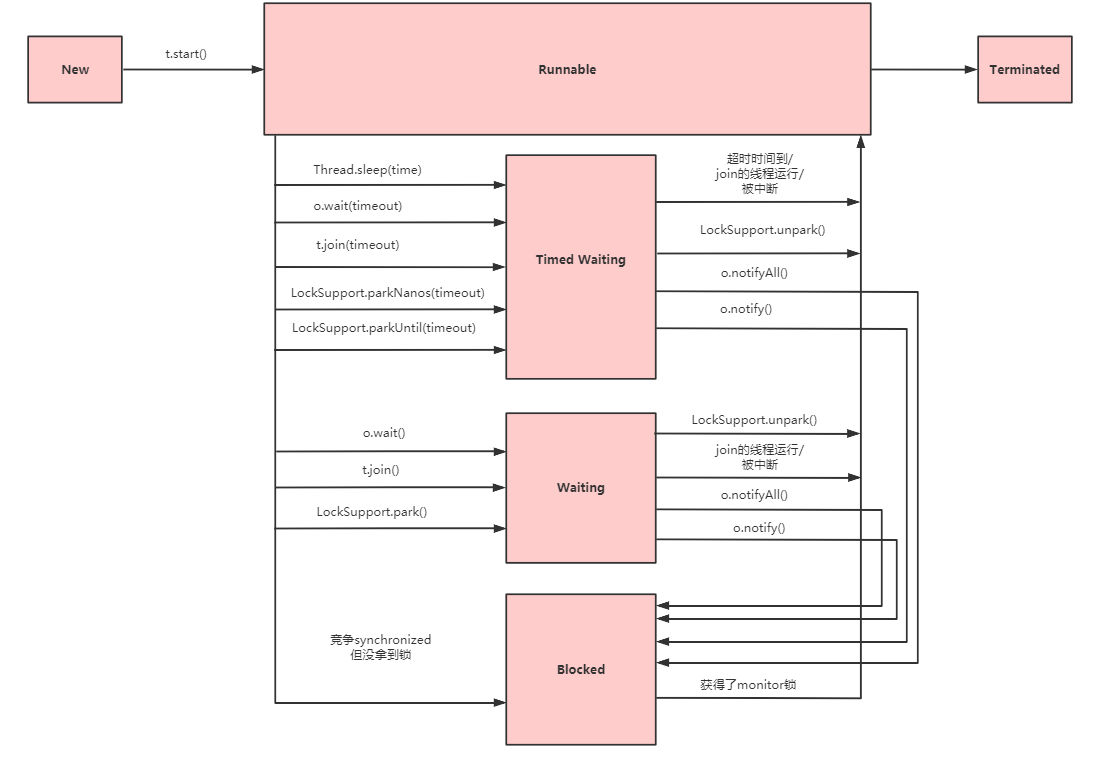 New
t.start()
Runnable
Terminated
Thread.sleep(time)
o.wait(timeout)
t.join(timeout)
LockSupport.parkNanos(timeout)
LockSupport.parkUntil(timeout)
Timed Waiting
超时时间到/
join的线程运行/
被中断
LockSupport.unpark()
o.notifyAll()
o.notify()
o.wait()
t.join()
LockSupport.park()
Waiting
LockSupport.unpark()
join的线程运行/
被中断
o.notifyAll()
o.notify()
竞争synchronized
但没拿到锁
Blocked
获得了monitor锁